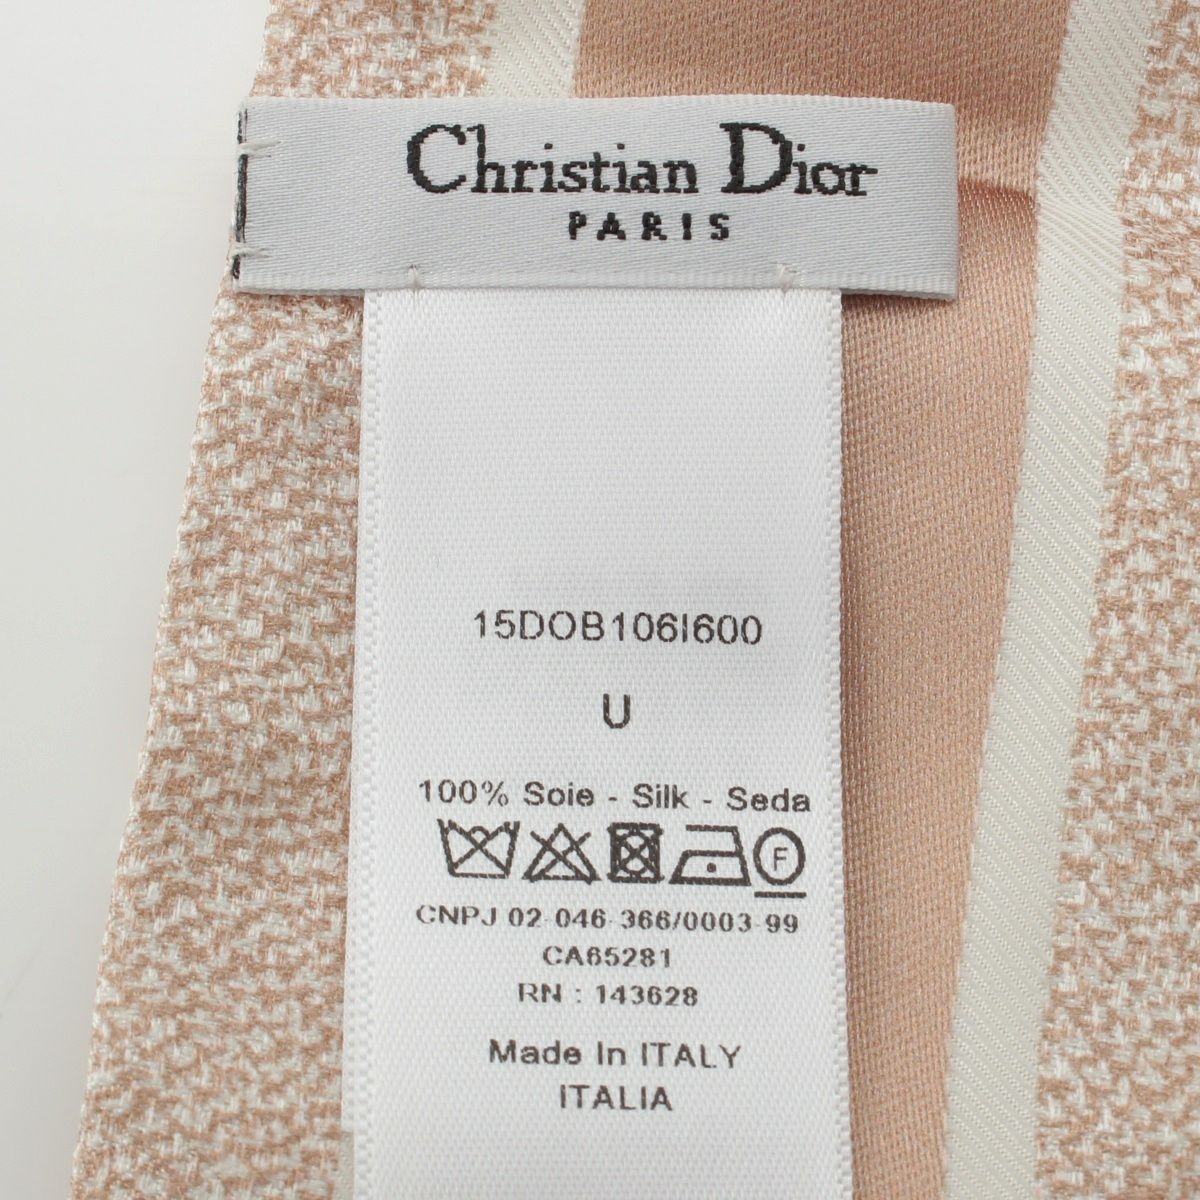 Christian Dior
PARIS
15DOB106I600
U
100% Soie - Silk - Seda
F
CNPJ 02-046-366/0003-99
CA65281
RN : 143628
Made In ITALY
ITALIA